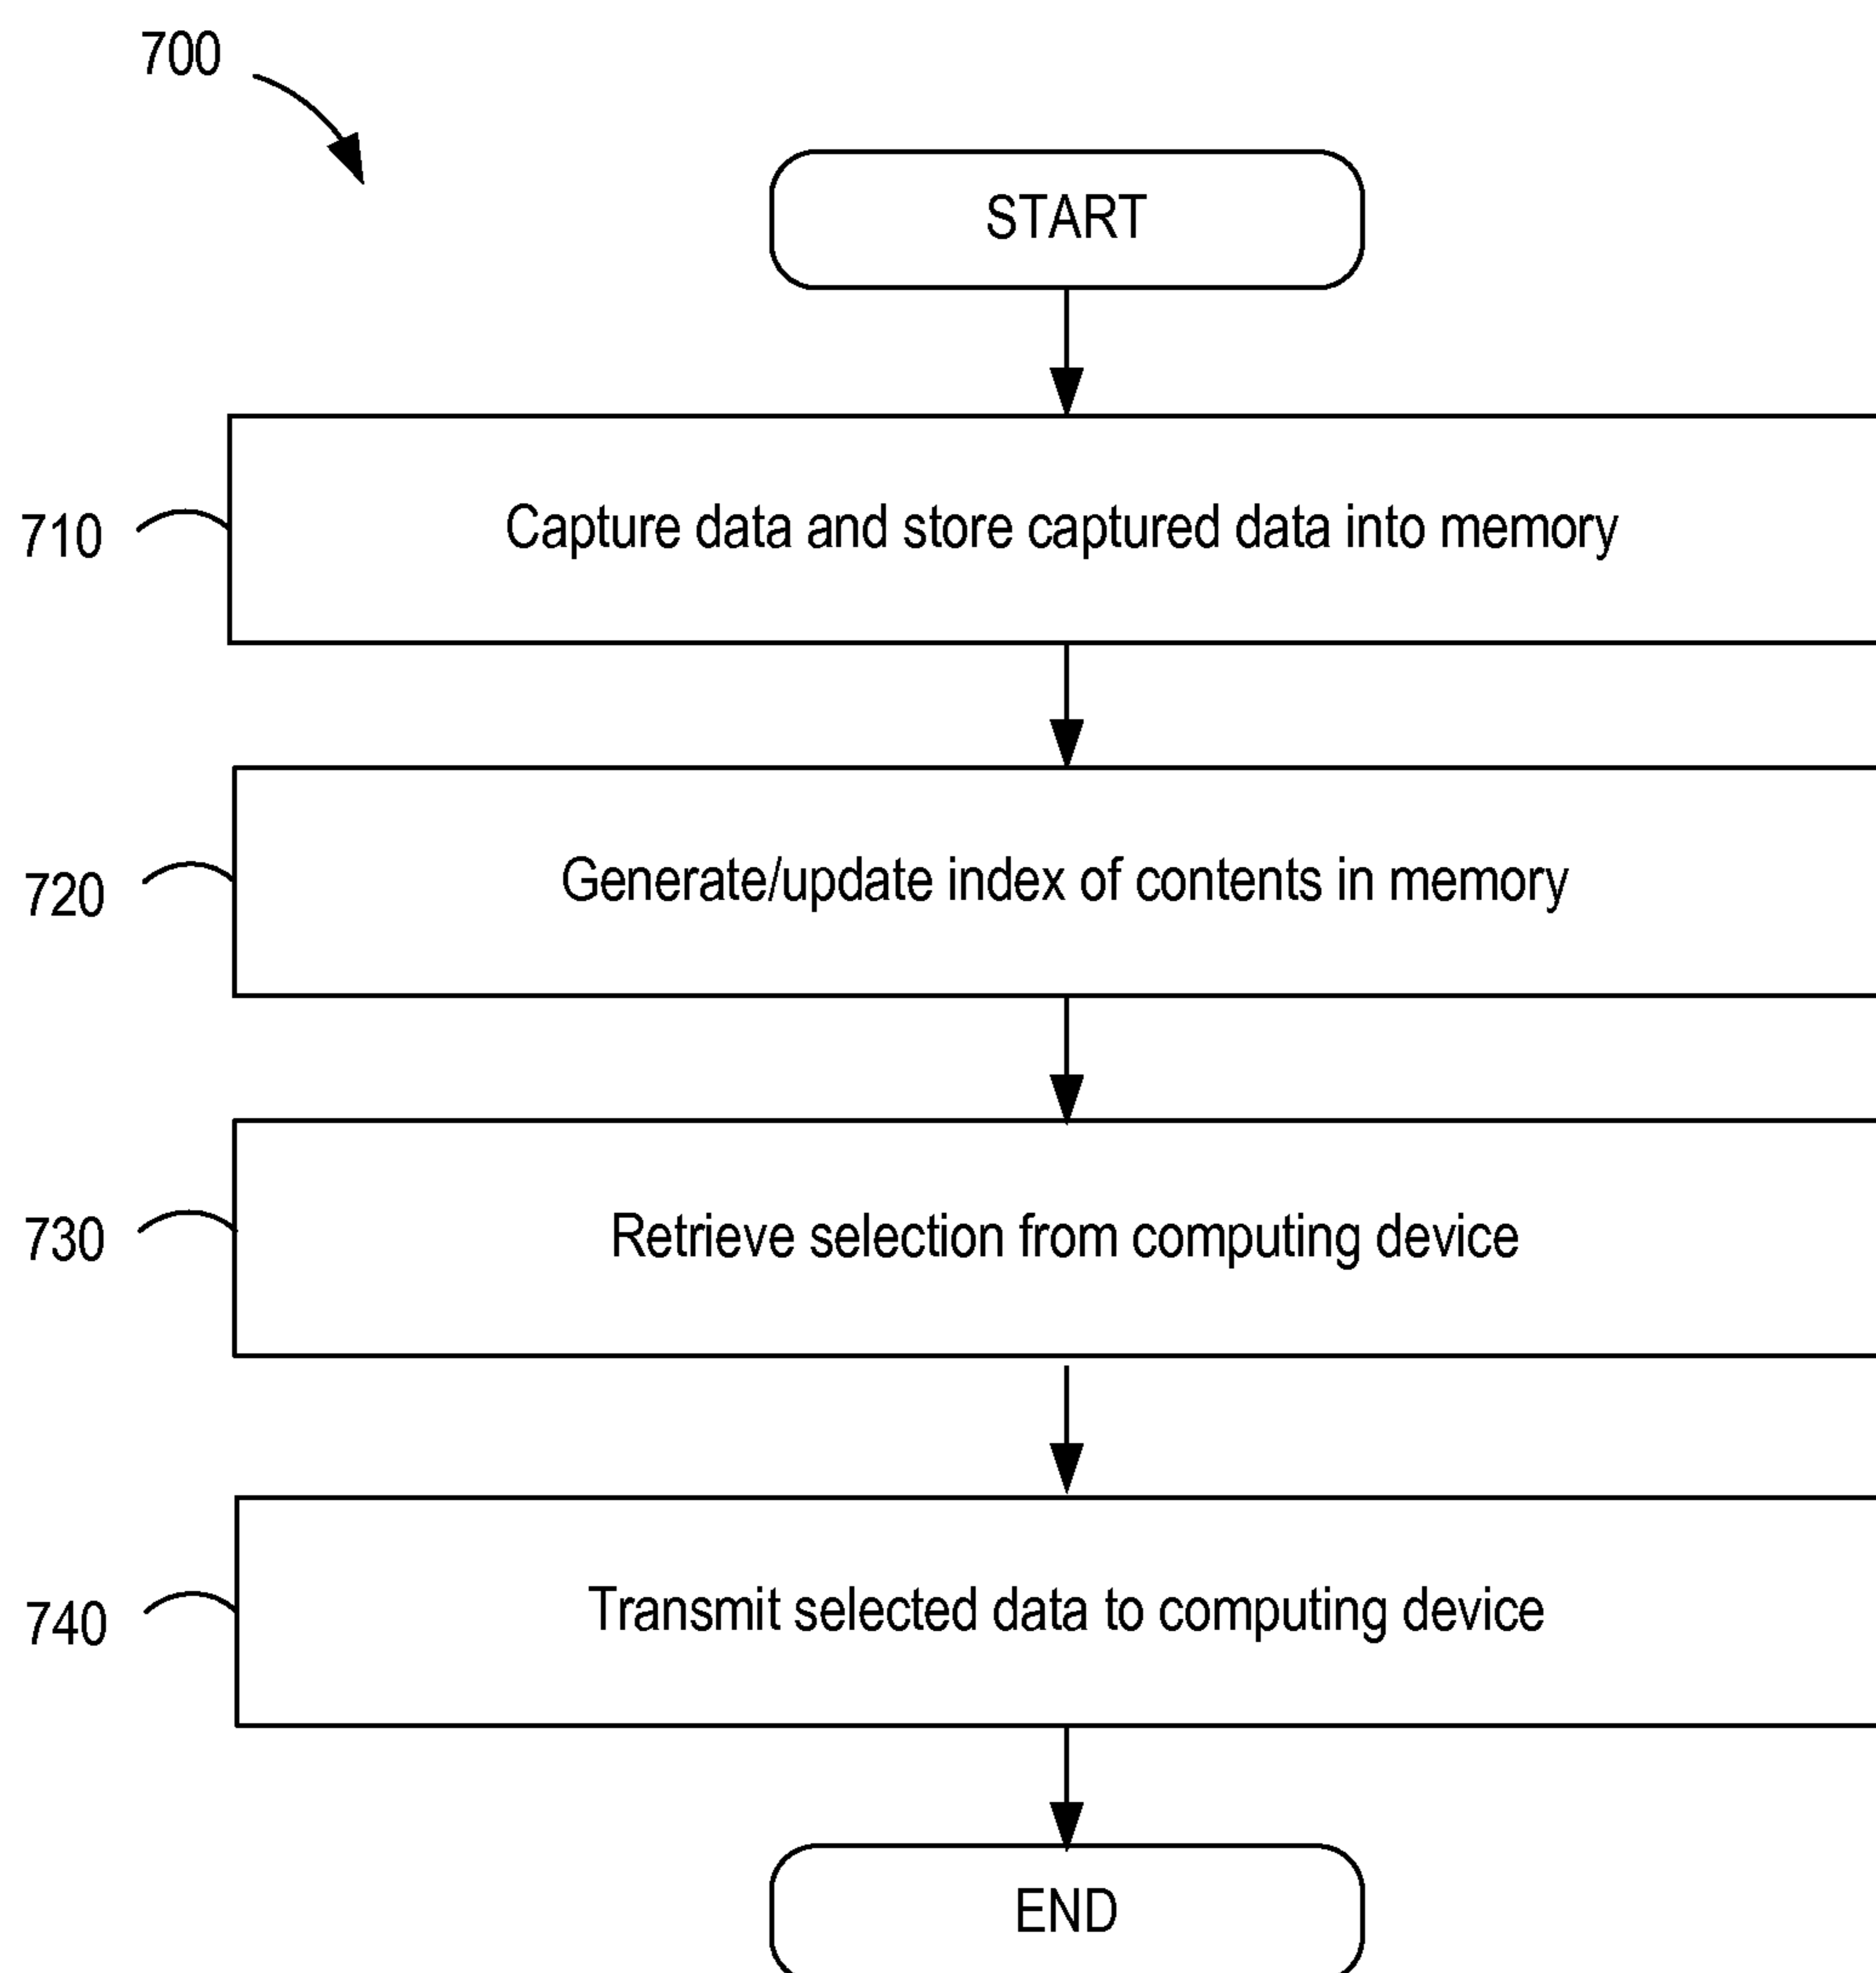 700
START
710 Capture data and store captured data into memory
720 Generate/update index of contents in memory
730 Retrieve selection from computing device
740 Transmit selected data to computing device
END